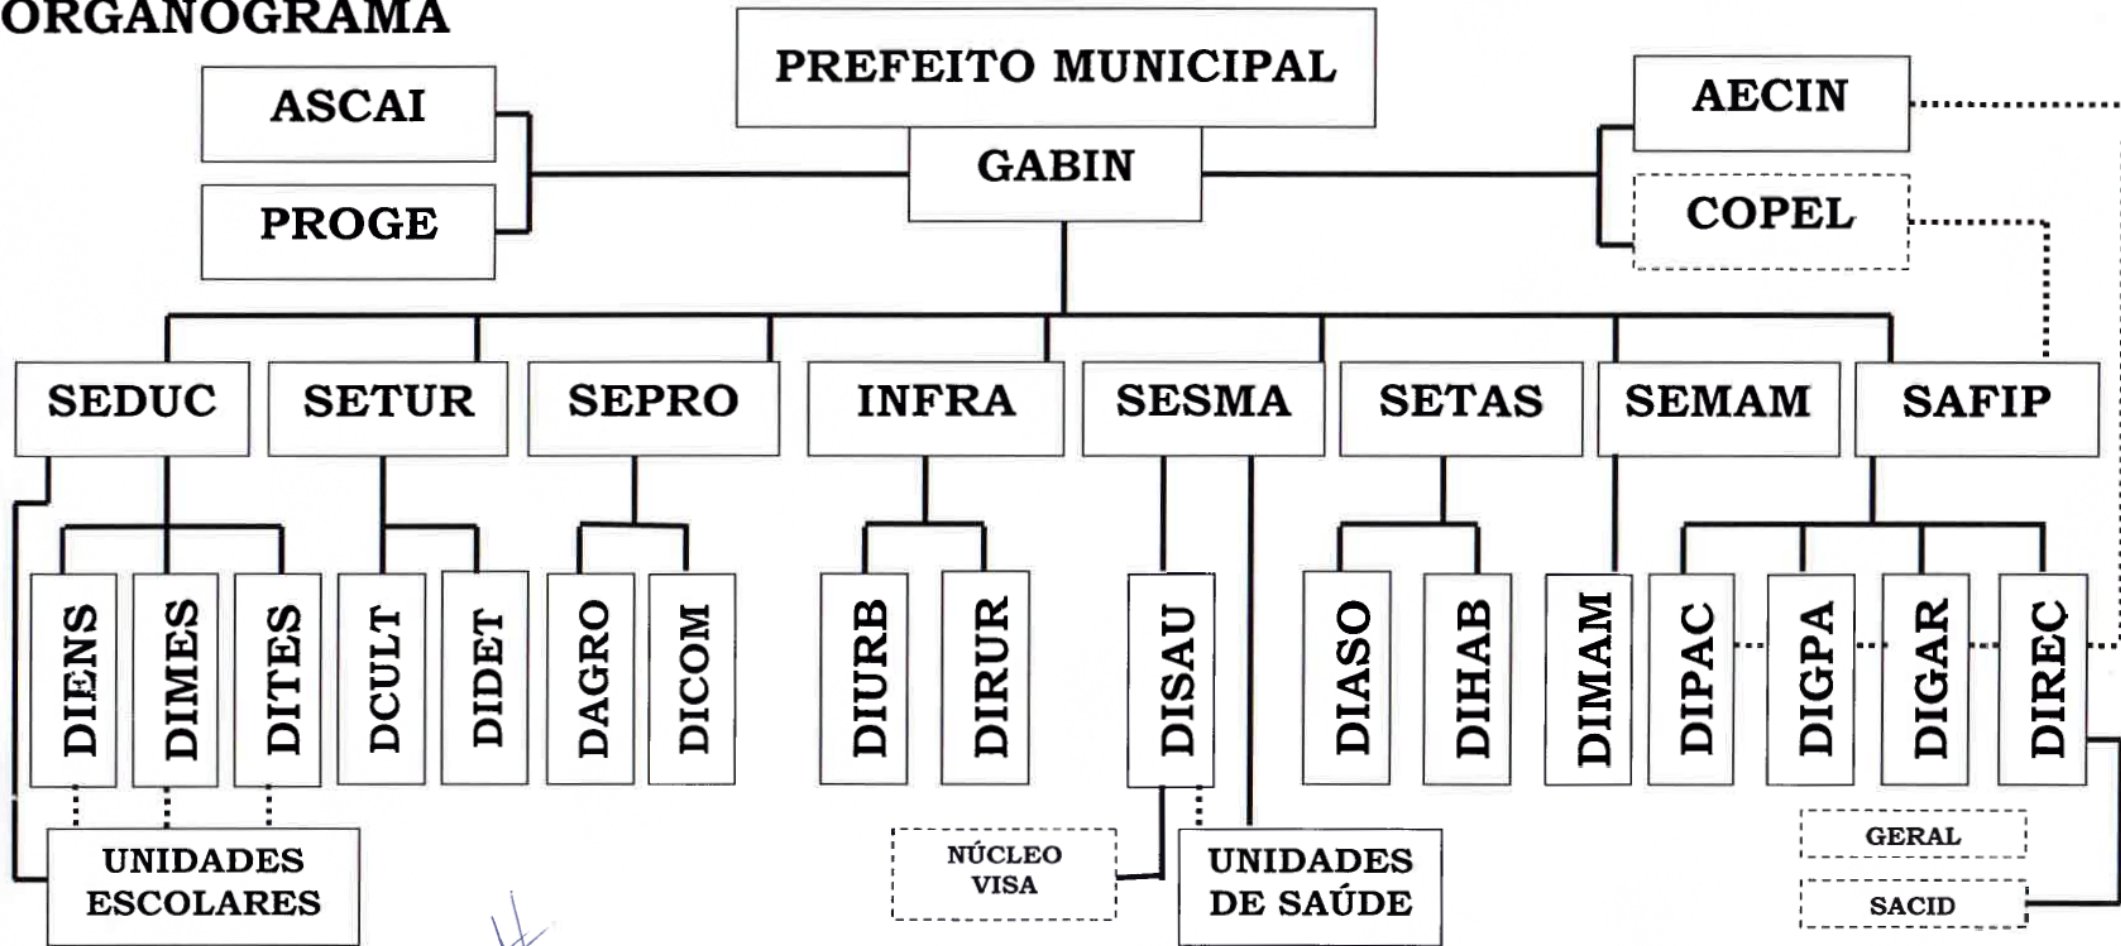 ORGANOGRAMA
PREFEITO MUNICIPAL
ASCAI
AECIN
GABIN
PROGE
COPEL
SEDUC
SETUR
SEPRO
INFRA
SESMA
SETAS
SEMAM
SAFIP
DIENS
DIMES
DITES
DCULT
DIDET
DAGRO
DICOM
DIURB
DIRUR
DISAU
DIASO
DIHAB
DIMAM
DIPAC
DIGPA
DIGAR
DIREC
UNIDADES
ESCOLARES
NÚCLEO
VISA
UNIDADES
DE SAÚDE
GERAL
SACID